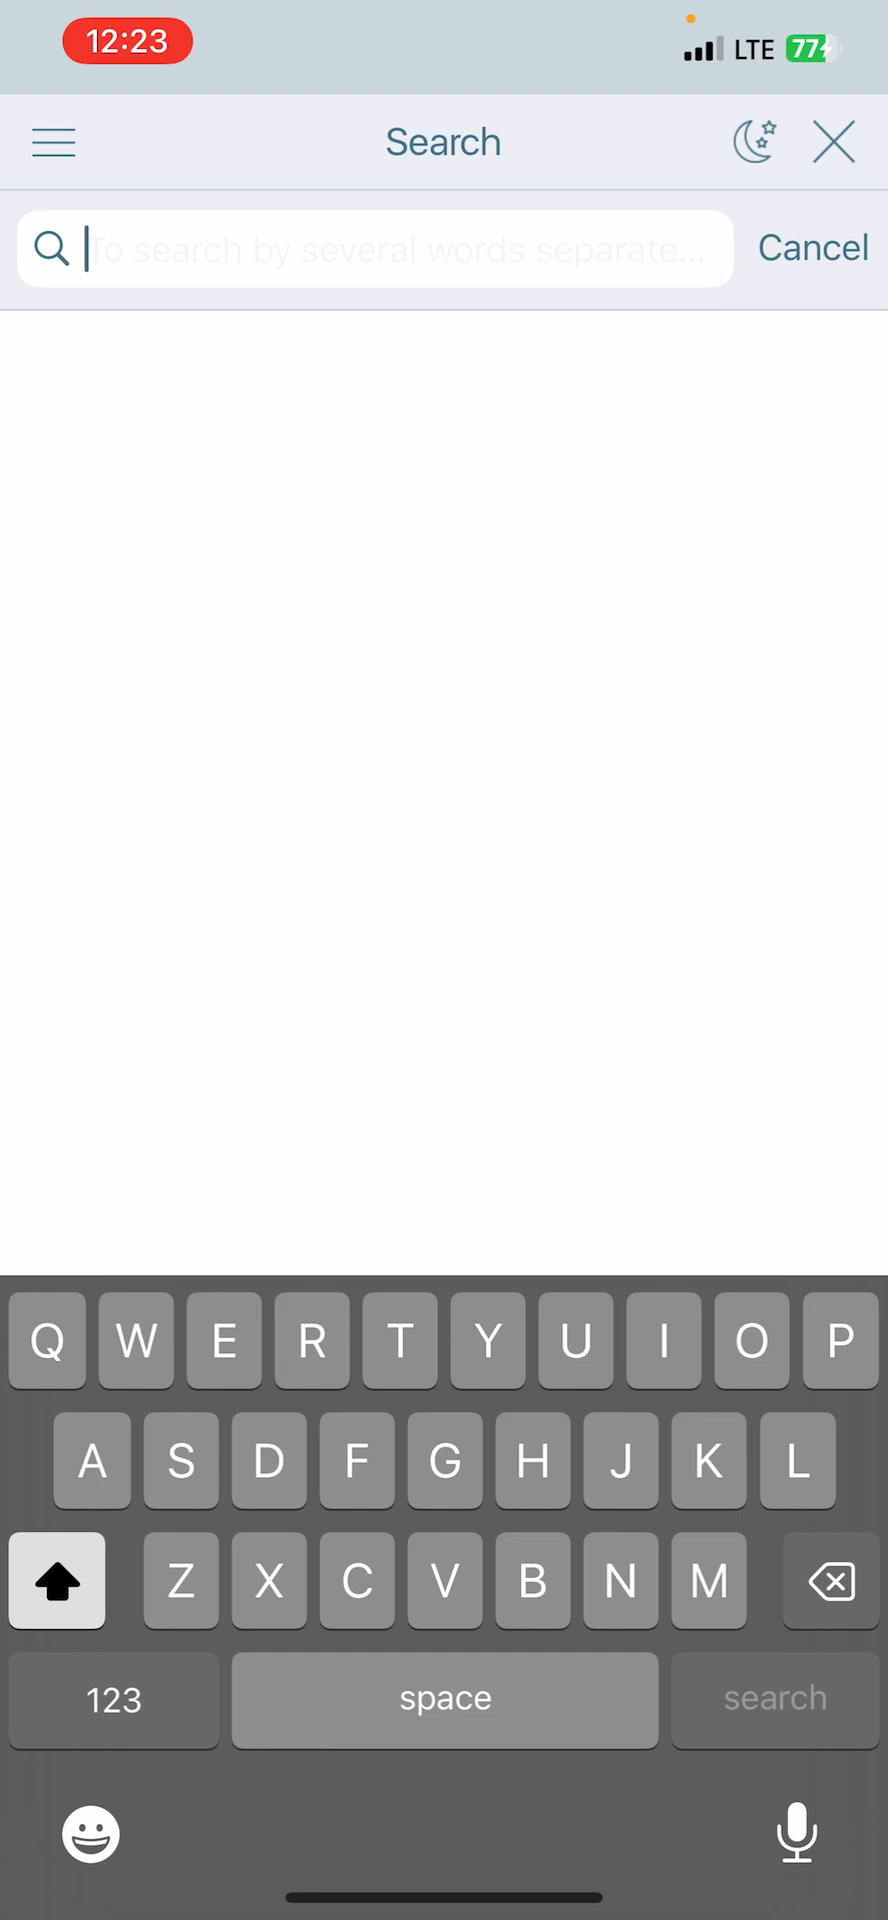 12:23
LTE 77
Search
To search by several words separate...
Cancel
Q W E R T Y U I O P
A S D F G H J K L
Z X C V B N M
123 space search